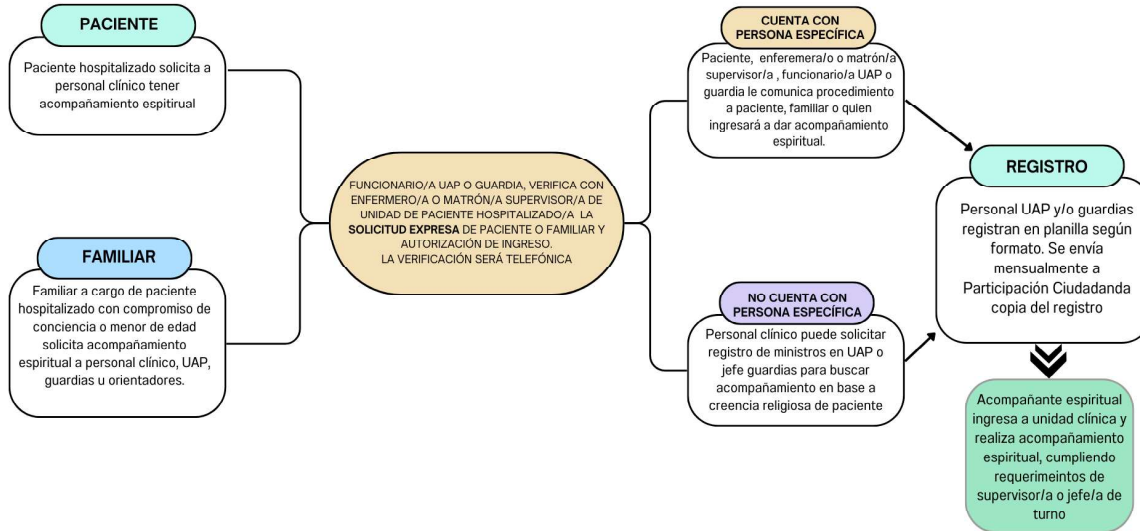 PACIENTE
Paciente hospitalizado solicita a
personal clínico tener
acompañamiento espitirual
FAMILIAR
Familiar a cargo de paciente
hospitalizado con compromiso de
conciencia o menor de edad
solicita acompañamiento
espiritual a personal clínico, UAP,
guardias u orientadores.
FUNCIONARIO/A UAP O GUARDIA, VERIFICA CON
ENFERMERO/A O MATRÓN/A SUPERVISOR/A DE
UNIDAD DE PACIENTE HOSPITALIZADO/A LA
SOLICITUD EXPRESA DE PACIENTE O FAMILIAR Y
AUTORIZACIÓN DE INGRESO.
LA VERIFICACIÓN SERÁ TELEFÓNICA
CUENTA CON
PERSONA ESPECÍFICA
Paciente, enferemera/o o matrón/a
supervisor/a , funcionario/a UAP o
guardia le comunica procedimiento
a paciente, familiar o quien
ingresará a dar acompañamiento
espiritual.
NO CUENTA CON
PERSONA ESPECÍFICA
Personal clínico puede solicitar
registro de ministros en UAP o
jefe guardias para buscar
acompañamiento en base a
creencia religiosa de paciente
REGISTRO
Personal UAP y/o guardias
registran en planilla según
formato. Se envía
mensualmente a
Participación Ciudadanda
copia del registro
Acompañante espiritual
ingresa a unidad clínica y
realiza acompañamiento
espiritual, cumpliendo
requerimeintos de
supervisor/a o jefe/a de
turno